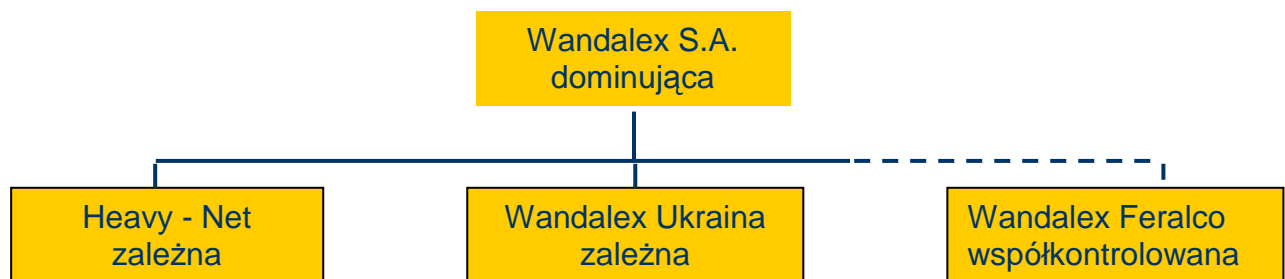 Wandalex S.A.
dominująca
Heavy - Net
zależna
Wandalex Ukraina
zależna
Wandalex Feralco
współkontrolowana